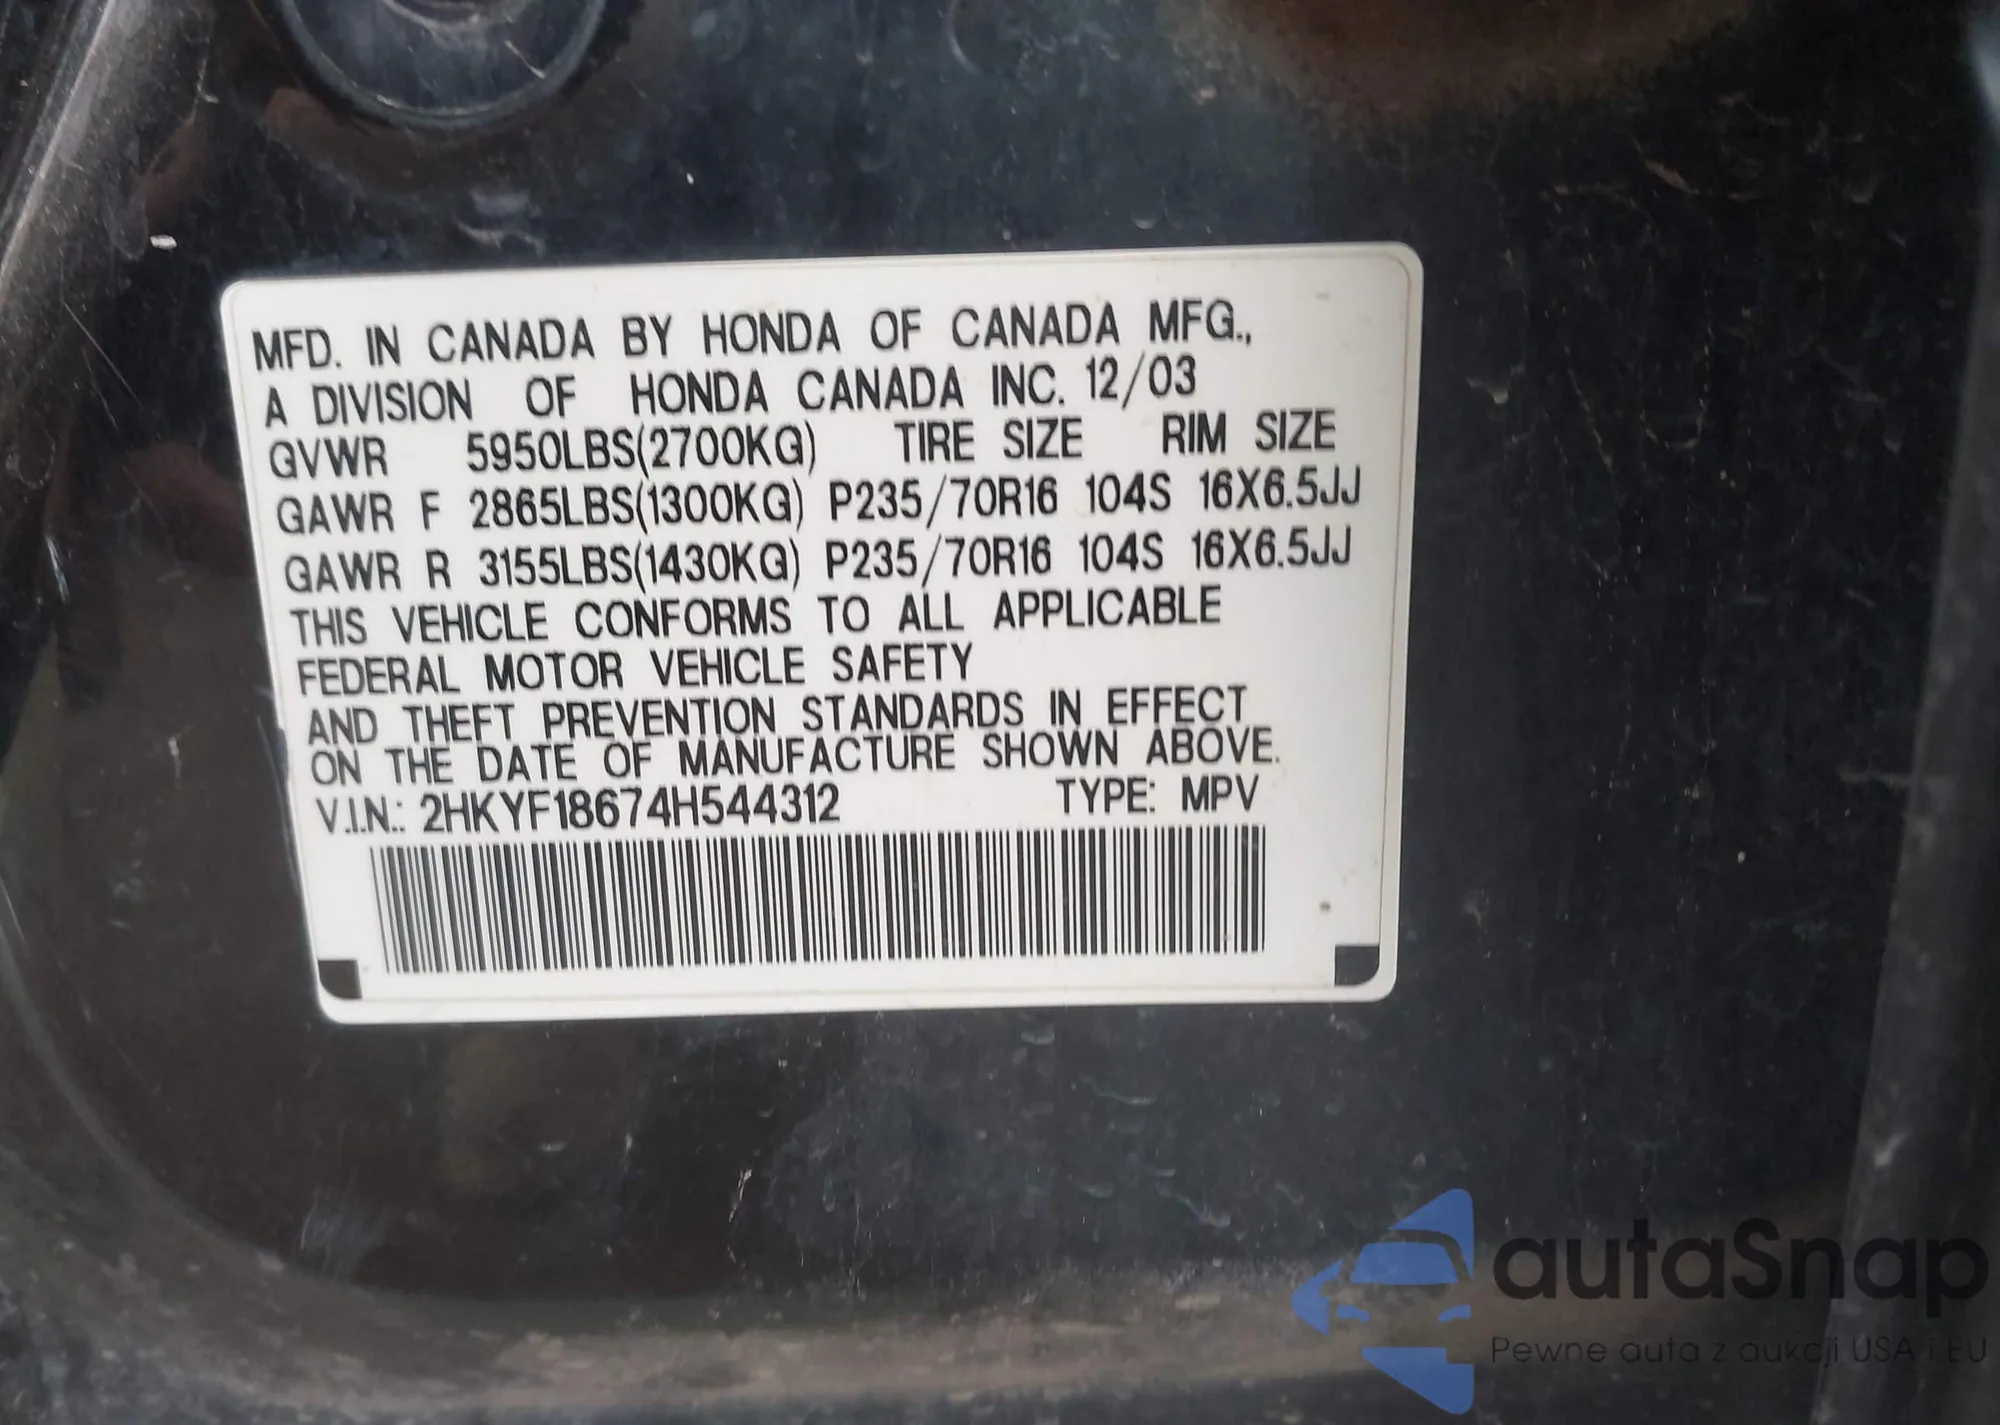 MFD. IN CANADA BY HONDA OF CANADA MFG.,
A DIVISION OF HONDA CANADA INC. 12/03
GVWR 5950LBS(2700KG) TIRE SIZE RIM SIZE
GAWR F 2865LBS(1300KG) P235/70R16 104S 16X6.5JJ
GAWR R 3155LBS(1430KG) P235/70R16 104S 16X6.5JJ
THIS VEHICLE CONFORMS TO ALL APPLICABLE
FEDERAL MOTOR VEHICLE SAFETY
AND THEFT PREVENTION STANDARDS IN EFFECT
ON THE DATE OF MANUFACTURE SHOWN ABOVE.
V.I.N.: 2HKYF18674H544312 TYPE: MPV
autaSnap
Pewne auta z aukcji USA i EU